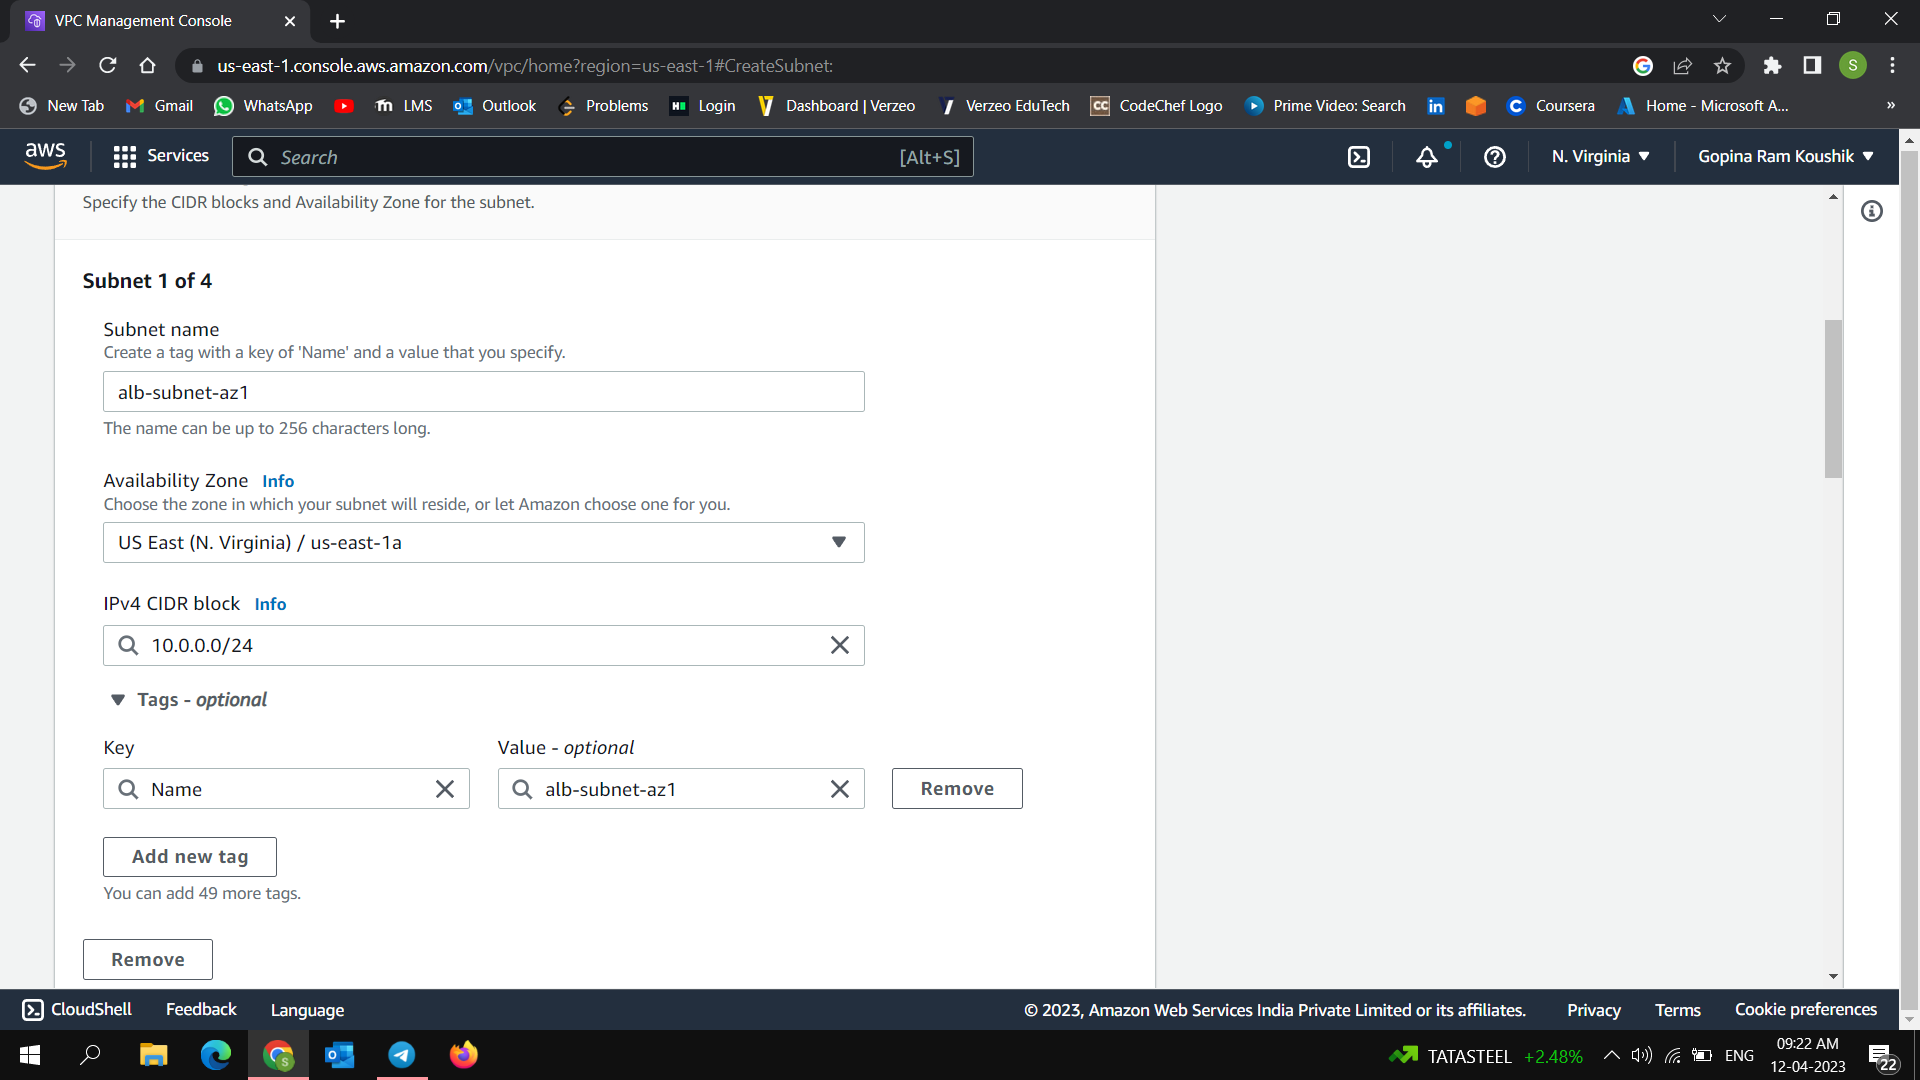 VPC Management Console
us-east-1.console.aws.amazon.com/vpc/home?region=us-east-1#CreateSubnet:
S
New Tab
Gmail
WhatsApp
LMS
Outlook
Problems
Login
Dashboard | Verzeo
Verzeo EduTech
CodeChef Logo
Prime Video: Search
Coursera
Home - Microsoft A...
»
aws
Services
Search
[Alt+S]
N. Virginia
Gopina Ram Koushik
Specify the CIDR blocks and Availability Zone for the subnet.
Subnet 1 of 4
Subnet name
Create a tag with a key of 'Name' and a value that you specify.
alb-subnet-az1
The name can be up to 256 characters long.
Availability Zone Info
Choose the zone in which your subnet will reside, or let Amazon choose one for you.
US East (N. Virginia) / us-east-1a
IPv4 CIDR block Info
10.0.0.0/24
Tags - optional
Key
Value - optional
Name
alb-subnet-az1
Remove
Add new tag
You can add 49 more tags.
Remove
CloudShell
Feedback
Language
© 2023, Amazon Web Services India Private Limited or its affiliates.
Privacy
Terms
Cookie preferences
TATASTEEL +2.48%
ENG
09:22 AM
12-04-2023
22